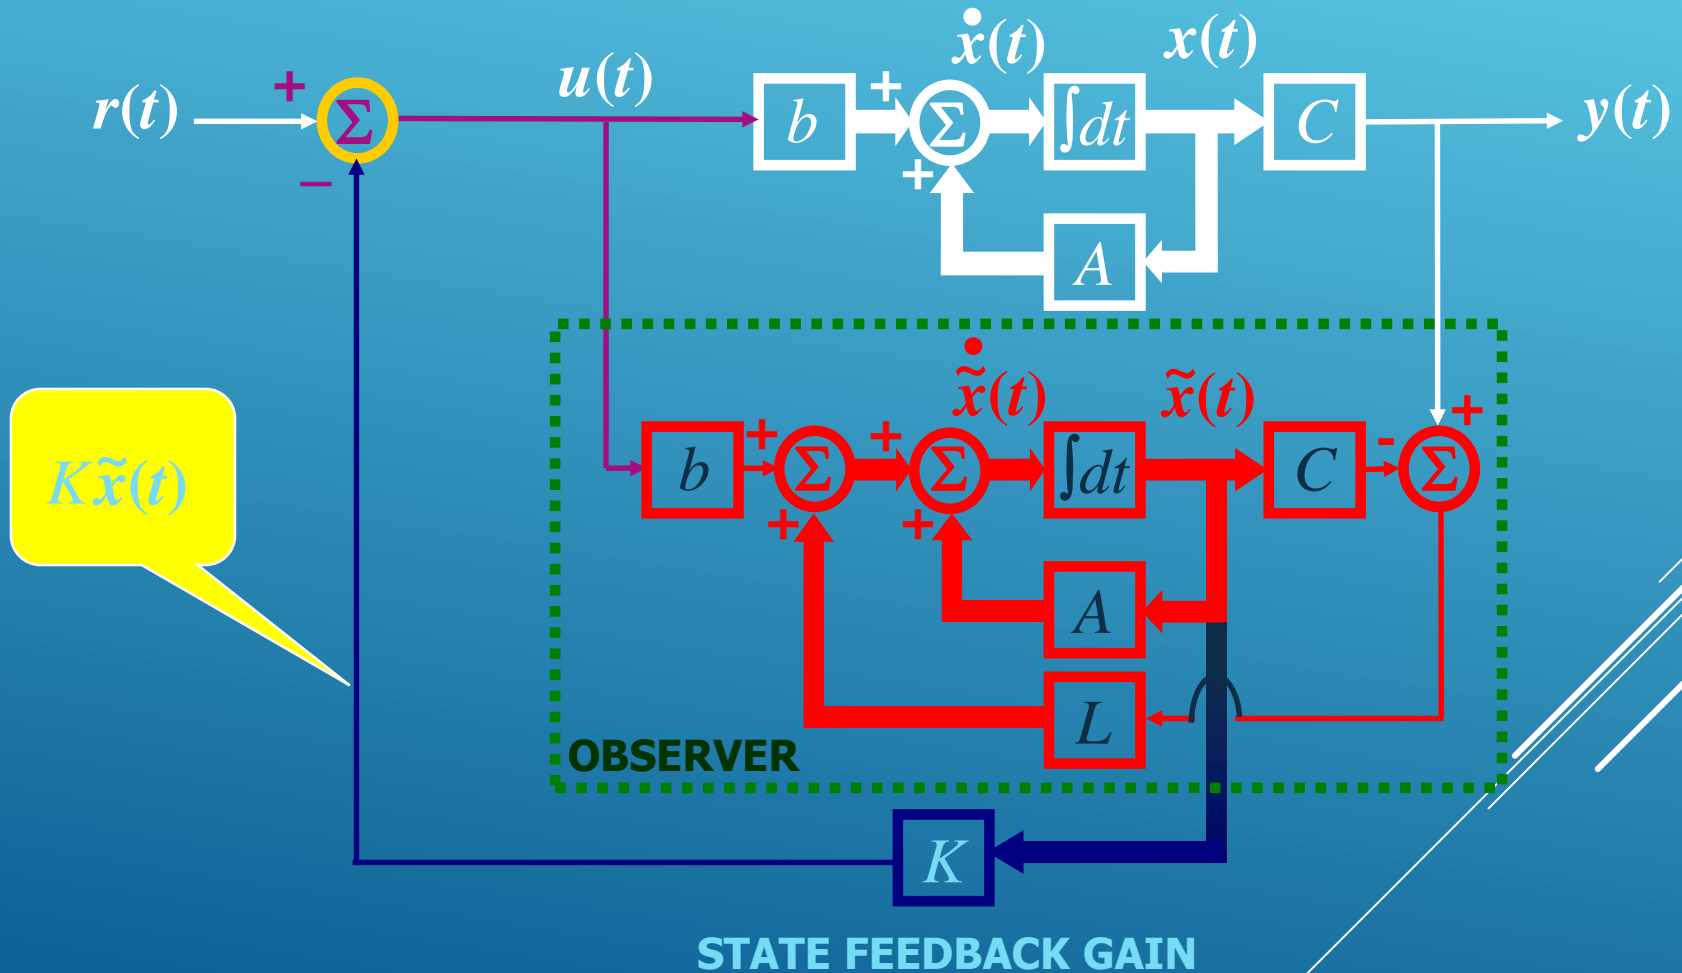 ẋ(t) x(t)
r(t) + Σ − u(t) b + Σ + ∫dt C y(t)
A
x̃̇(t) x̃(t)
Kx̃(t) b + Σ + + Σ + ∫dt C - Σ +
A
L
OBSERVER
K
STATE FEEDBACK GAIN